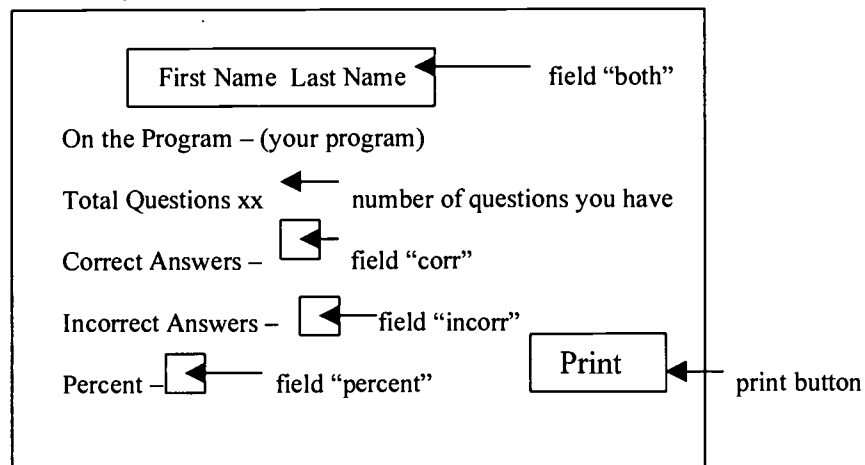 First Name Last Name field “both”
On the Program – (your program)
Total Questions xx number of questions you have
Correct Answers – field “corr”
Incorrect Answers – field “incorr”
Percent – field “percent”
Print
print button